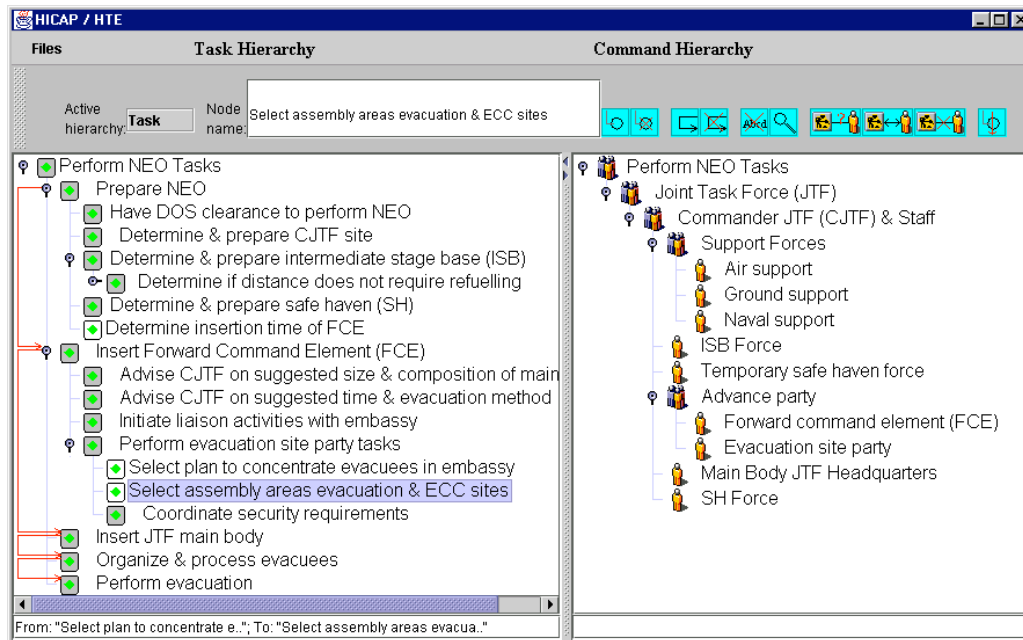 HICAP / HTE
Files Task Hierarchy Command Hierarchy
Active hierarchy: Task Node name: Select assembly areas evacuation & ECC sites
Abcd
?
Perform NEO Tasks
Prepare NEO
Have DOS clearance to perform NEO
Determine & prepare CJTF site
Determine & prepare intermediate stage base (ISB)
Determine if distance does not require refuelling
Determine & prepare safe haven (SH)
Determine insertion time of FCE
Insert Forward Command Element (FCE)
Advise CJTF on suggested size & composition of main
Advise CJTF on suggested time & evacuation method
Initiate liaison activities with embassy
Perform evacuation site party tasks
Select plan to concentrate evacuees in embassy
Select assembly areas evacuation & ECC sites
Coordinate security requirements
Insert JTF main body
Organize & process evacuees
Perform evacuation
From: "Select plan to concentrate e.."; To: "Select assembly areas evacua.."
Perform NEO Tasks
Joint Task Force (JTF)
Commander JTF (CJTF) & Staff
Support Forces
Air support
Ground support
Naval support
ISB Force
Temporary safe haven force
Advance party
Forward command element (FCE)
Evacuation site party
Main Body JTF Headquarters
SH Force